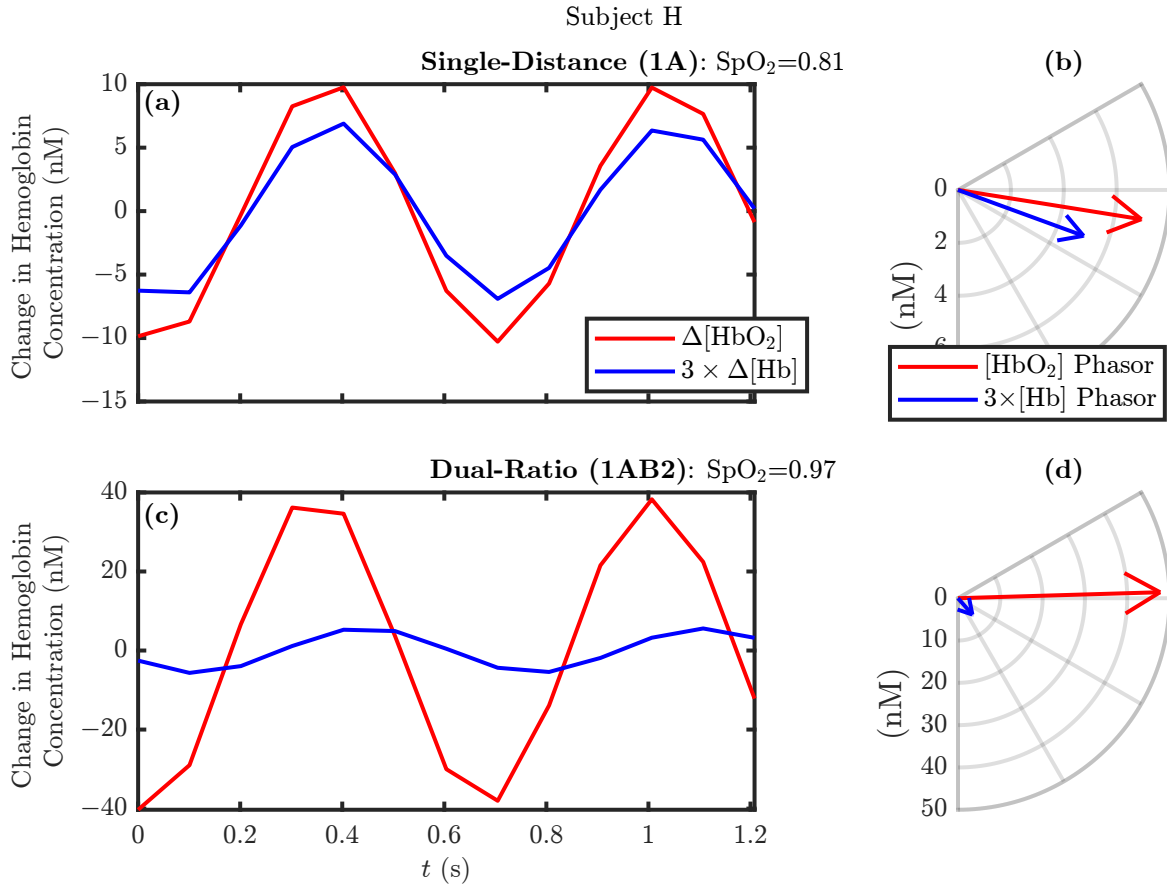 Subject H
Single-Distance (1A): SpO₂=0.81
(a)
10
5
0
−5
−10
−15
Change in Hemoglobin
Concentration (nM)
Δ[HbO₂]
3 × Δ[Hb]
(b)
0
2
4
6
(nM)
[HbO₂] Phasor
3×[Hb] Phasor
Dual-Ratio (1AB2): SpO₂=0.97
(c)
40
20
0
−20
−40
Change in Hemoglobin
Concentration (nM)
0 0.2 0.4 0.6 0.8 1 1.2
t (s)
(d)
0
10
20
30
40
50
(nM)